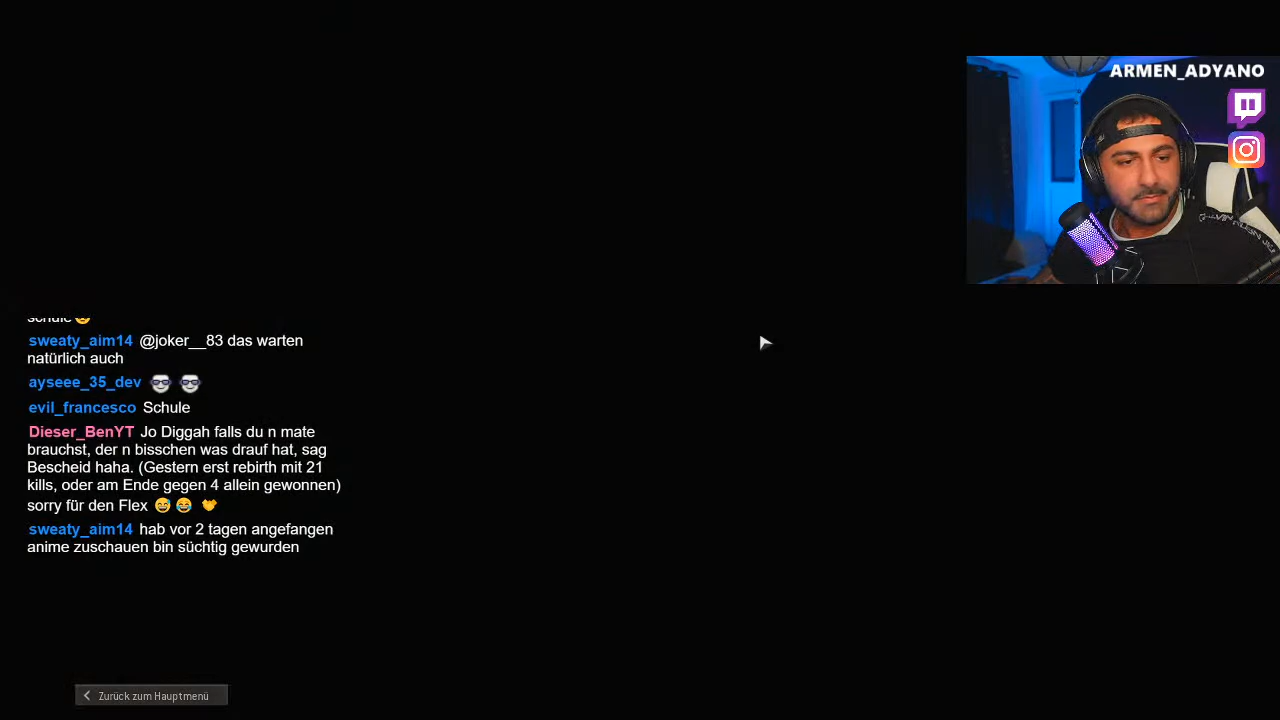 ARMEN_ADYANO
schule
sweaty_aim14 @joker__83 das warten
natürlich auch
ayseee_35_dev
evil_francesco Schule
Dieser_BenYT Jo Diggah falls du n mate
brauchst, der n bisschen was drauf hat, sag
Bescheid haha. (Gestern erst rebirth mit 21
kills, oder am Ende gegen 4 allein gewonnen)
sorry für den Flex 😅 😂 🤝
sweaty_aim14 hab vor 2 tagen angefangen
anime zuschauen bin süchtig gewurden
Zurück zum Hauptmenü